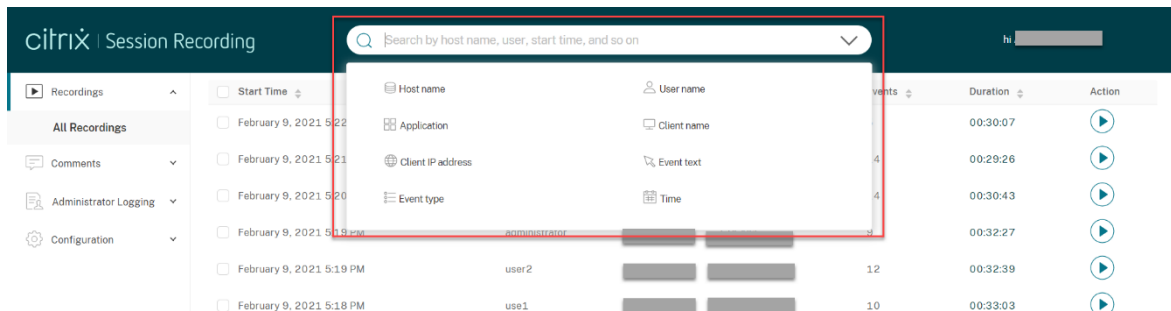 citrix | Session Recording
Search by host name, user, start time, and so on
hi
Recordings
All Recordings
Comments
Administrator Logging
Configuration
Start Time
Duration
Action
Host name
User name
Application
Client name
Client IP address
Event text
Event type
Time
February 9, 2021 5:22
00:30:07
February 9, 2021 5:21
4
00:29:26
February 9, 2021 5:20
4
00:30:43
February 9, 2021 5:19 PM
administrator
9
00:32:27
February 9, 2021 5:19 PM
user2
12
00:32:39
February 9, 2021 5:18 PM
use1
10
00:33:03